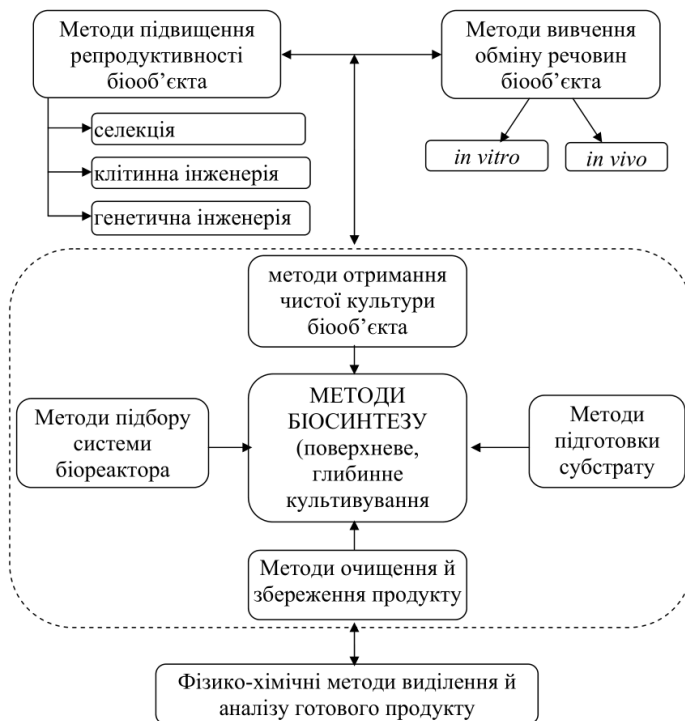 Методи підвищення
репродуктивності
біооб’єкта
Методи вивчення
обміну речовин
біооб’єкта
селекція
клітинна інженерія
генетична інженерія
in vitro
in vivo
методи отримання
чистої культури
біооб’єкта
Методи підбору
системи
біореактора
МЕТОДИ
БІОСИНТЕЗУ
(поверхневе,
глибинне
культивування
Методи
підготовки
субстрату
Методи очищення й
збереження продукту
Фізико-хімічні методи виділення й
аналізу готового продукту